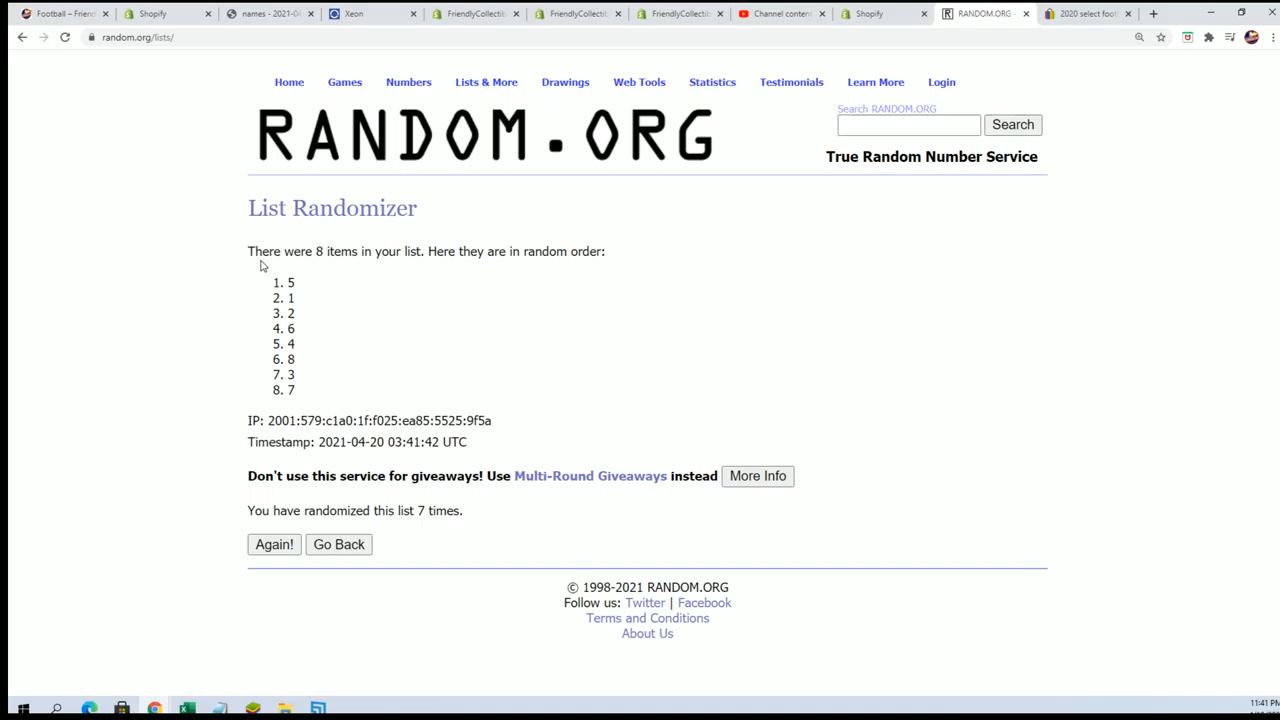 Football – Friend
Shopify
names - 2021-04
Xeon
FriendlyCollectib
FriendlyCollectib
FriendlyCollectib
Channel content
Shopify
RANDOM.ORG -
2020 select foot
random.org/lists/
Home Games Numbers Lists & More Drawings Web Tools Statistics Testimonials Learn More Login
RANDOM.ORG
Search RANDOM.ORG
Search
True Random Number Service
List Randomizer
There were 8 items in your list. Here they are in random order:
1. 5
2. 1
3. 2
4. 6
5. 4
6. 8
7. 3
8. 7
IP: 2001:579:c1a0:1f:f025:ea85:5525:9f5a
Timestamp: 2021-04-20 03:41:42 UTC
Don't use this service for giveaways! Use Multi-Round Giveaways instead More Info
You have randomized this list 7 times.
Again! Go Back
© 1998-2021 RANDOM.ORG
Follow us: Twitter | Facebook
Terms and Conditions
About Us
11:41 PM